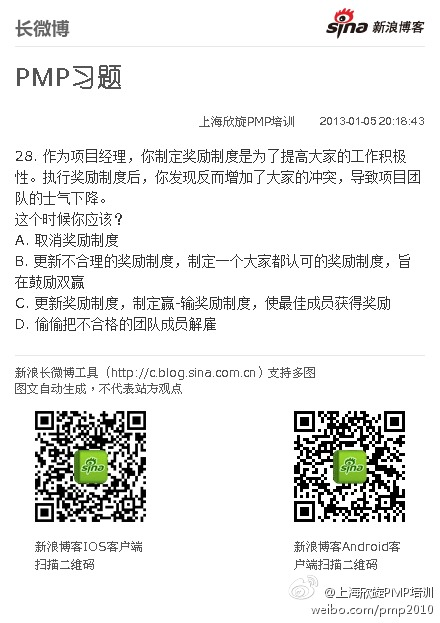 长微博
sina 新浪博客
PMP习题
上海欣旋PMP培训 2013-01-05 20:18:43
28. 作为项目经理，你制定奖励制度是为了提高大家的工作积极
性。执行奖励制度后，你发现反而增加了大家的冲突，导致项目团
队的士气下降。
这个时候你应该？
A. 取消奖励制度
B. 更新不合理的奖励制度，制定一个大家都认可的奖励制度，旨
在鼓励双赢
C. 更新奖励制度，制定赢-输奖励制度，使最佳成员获得奖励
D. 偷偷把不合格的团队成员解雇
新浪长微博工具（http://c.blog.sina.com.cn）支持多图
图文自动生成，不代表站方观点
sina sina
新浪博客IOS客户端
扫描二维码
新浪博客Android客
户端扫描二维码
@上海欣旋PMP培训
weibo.com/pmp2010